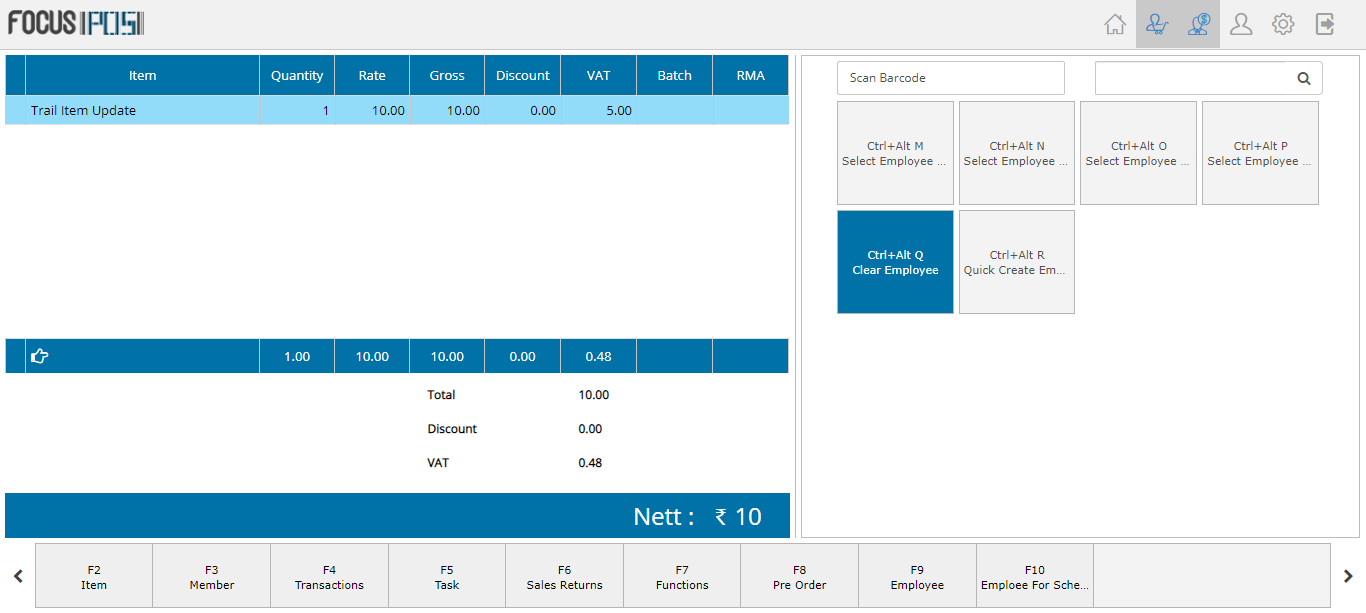 FOCUS POS
Item Quantity Rate Gross Discount VAT Batch RMA
Trail Item Update 1 10.00 10.00 0.00 5.00
1.00 10.00 10.00 0.00 0.48
Total 10.00
Discount 0.00
VAT 0.48
Nett : ₹ 10
Scan Barcode
Ctrl+Alt M
Select Employee ...
Ctrl+Alt N
Select Employee ...
Ctrl+Alt O
Select Employee ...
Ctrl+Alt P
Select Employee ...
Ctrl+Alt Q
Clear Employee
Ctrl+Alt R
Quick Create Em...
F2
Item
F3
Member
F4
Transactions
F5
Task
F6
Sales Returns
F7
Functions
F8
Pre Order
F9
Employee
F10
Emploee For Sche...